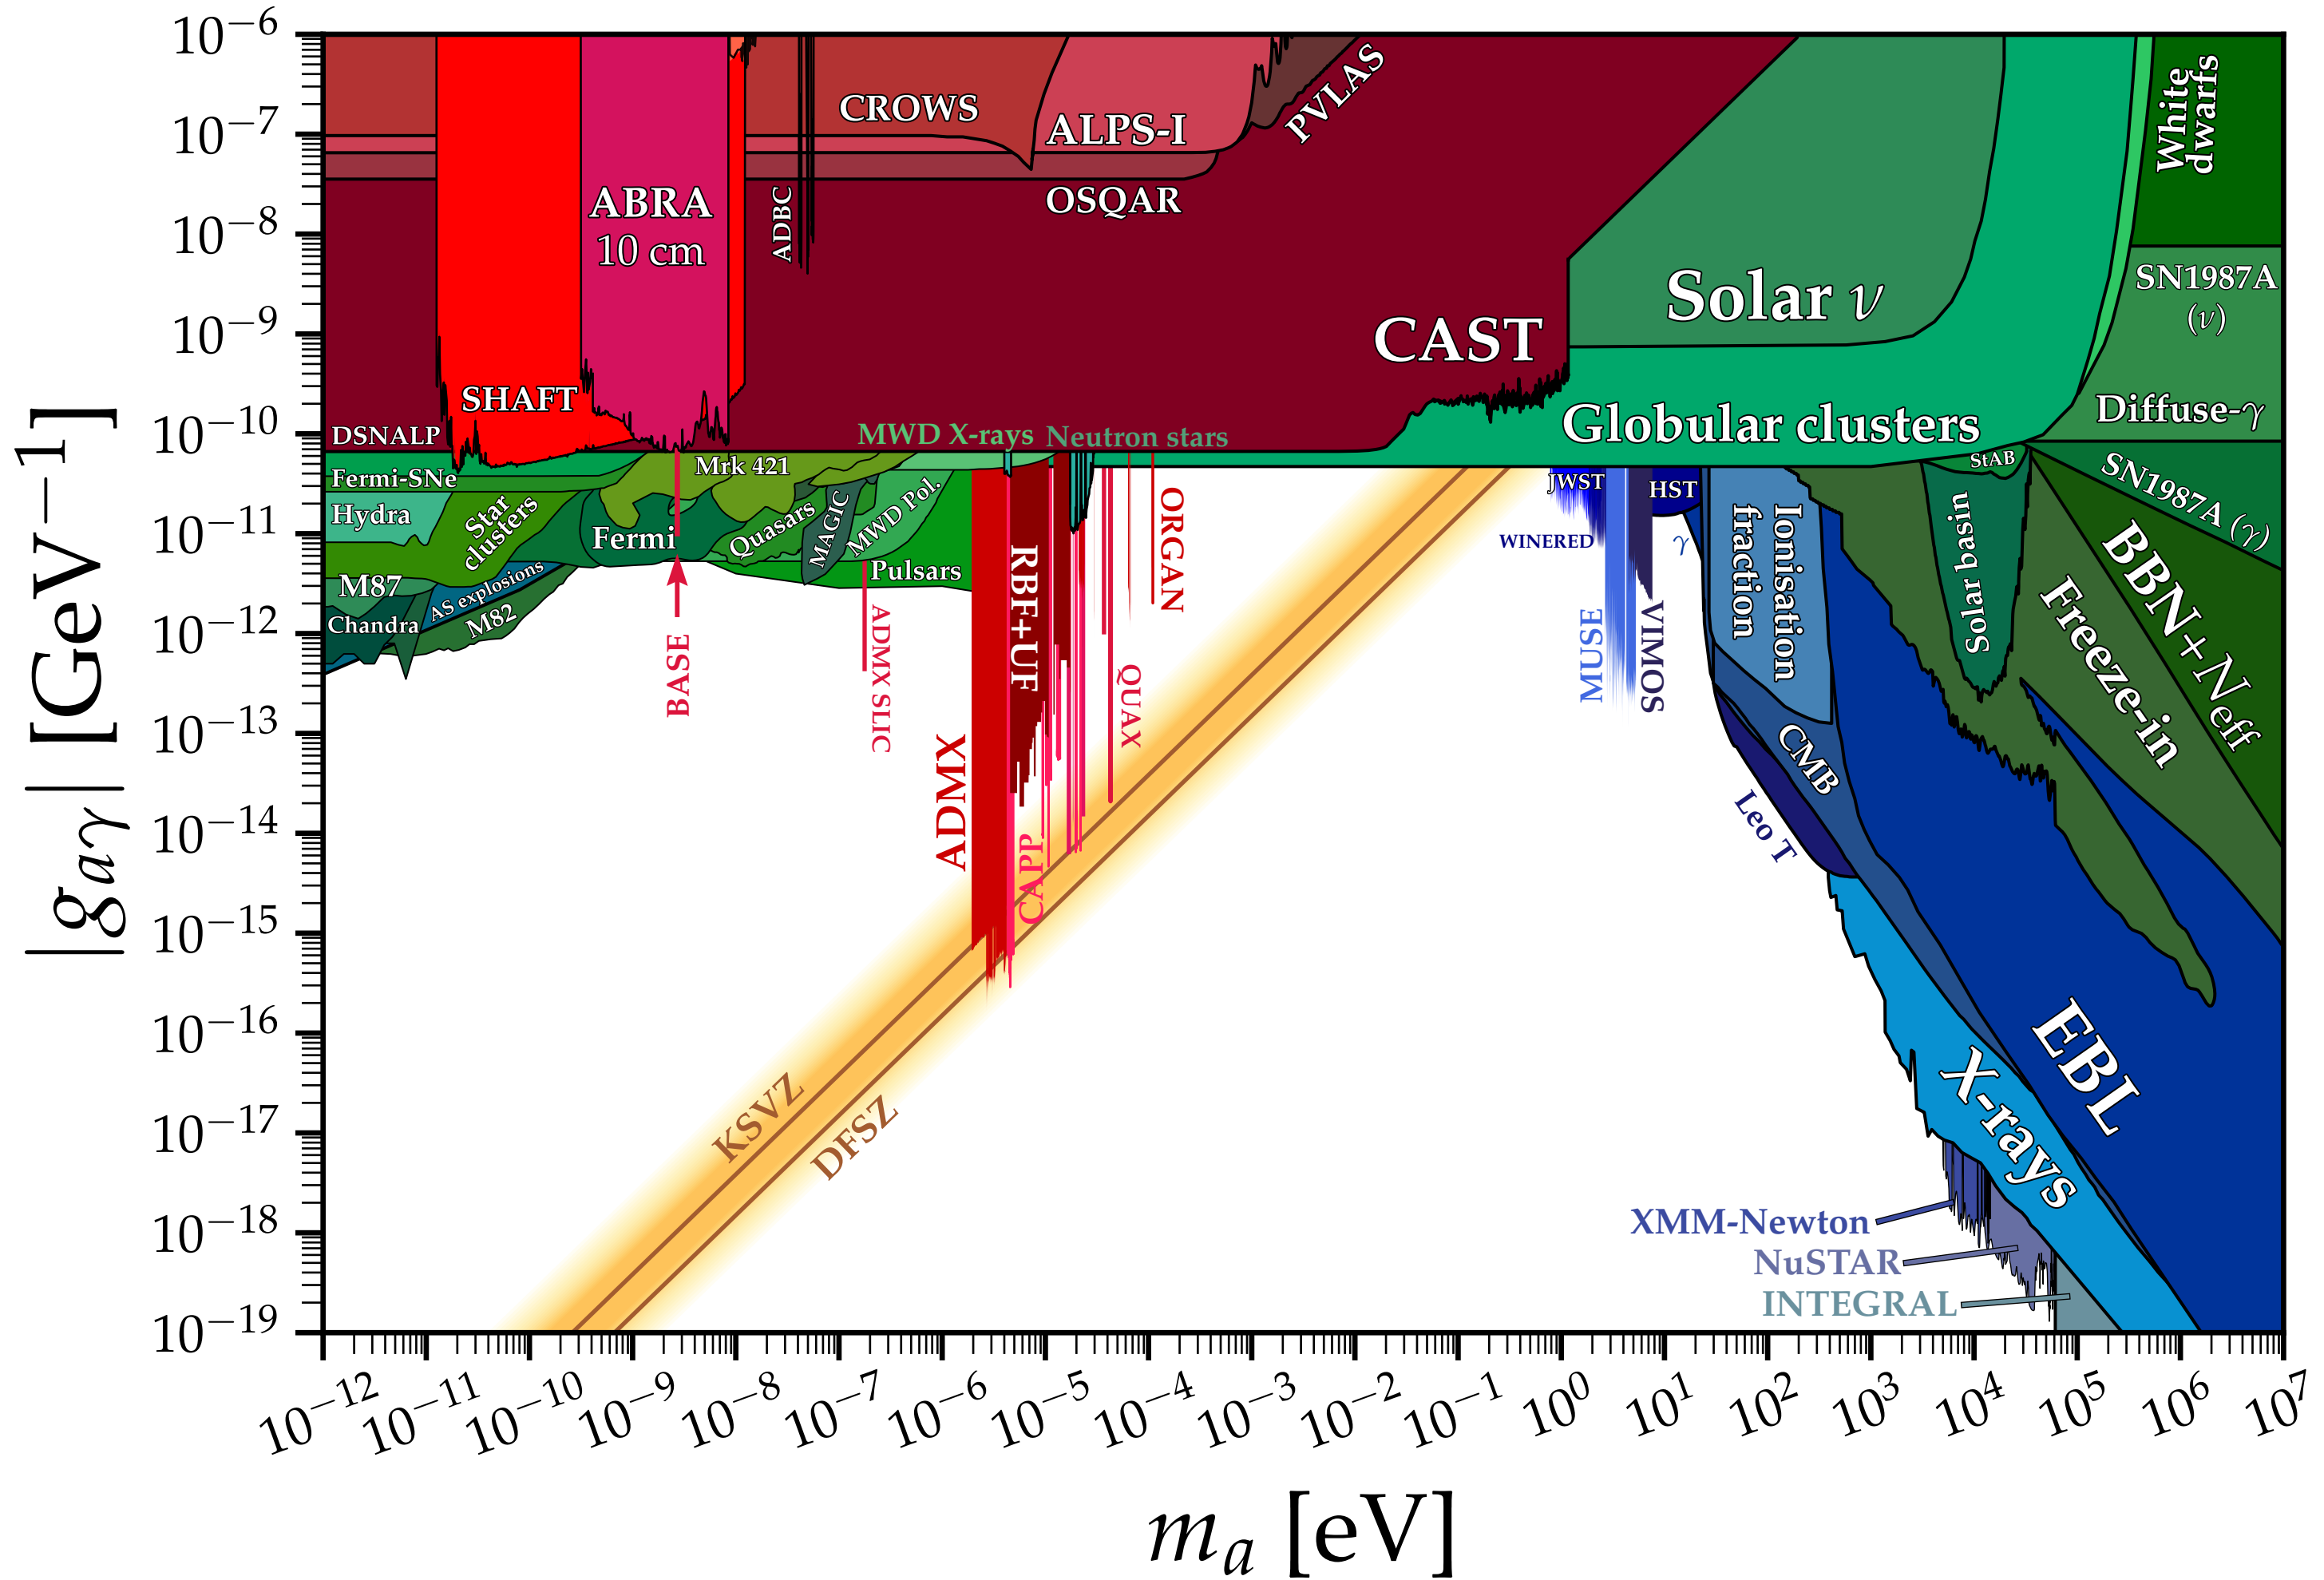 10⁻⁶
10⁻⁷
10⁻⁸
10⁻⁹
10⁻¹⁰
10⁻¹¹
10⁻¹²
10⁻¹³
10⁻¹⁴
10⁻¹⁵
10⁻¹⁶
10⁻¹⁷
10⁻¹⁸
10⁻¹⁹
|g_aγ| [GeV⁻¹]
CROWS
ALPS-I
PVLAS
OSQAR
ABRA
10 cm
ADBC
SHAFT
CAST
Solar ν
Globular clusters
White
dwarfs
SN1987A
(ν)
Diffuse-γ
SN1987A (γ)
DSNALP
Fermi-SNe
Hydra
Star
clusters
M87
Chandra
AS explosions
M82
Fermi
Mrk 421
Quasars
MAGIC
MWD Pol.
Pulsars
MWD X-rays
Neutron stars
BASE
ADMX SLIC
ADMX
RBF+UF
CAPP
QUAX
ORGAN
KSVZ
DFSZ
JWST
WINERED
MUSE
VIMOS
HST
γ
Ionisation
fraction
CMB
Leo T
StAB
Solar basin
Freeze-in
BBN+N_eff
EBL
X-rays
XMM-Newton
NuSTAR
INTEGRAL
10⁻¹² 10⁻¹¹ 10⁻¹⁰ 10⁻⁹ 10⁻⁸ 10⁻⁷ 10⁻⁶ 10⁻⁵ 10⁻⁴ 10⁻³ 10⁻² 10⁻¹ 10⁰ 10¹ 10² 10³ 10⁴ 10⁵ 10⁶ 10⁷
m_a [eV]